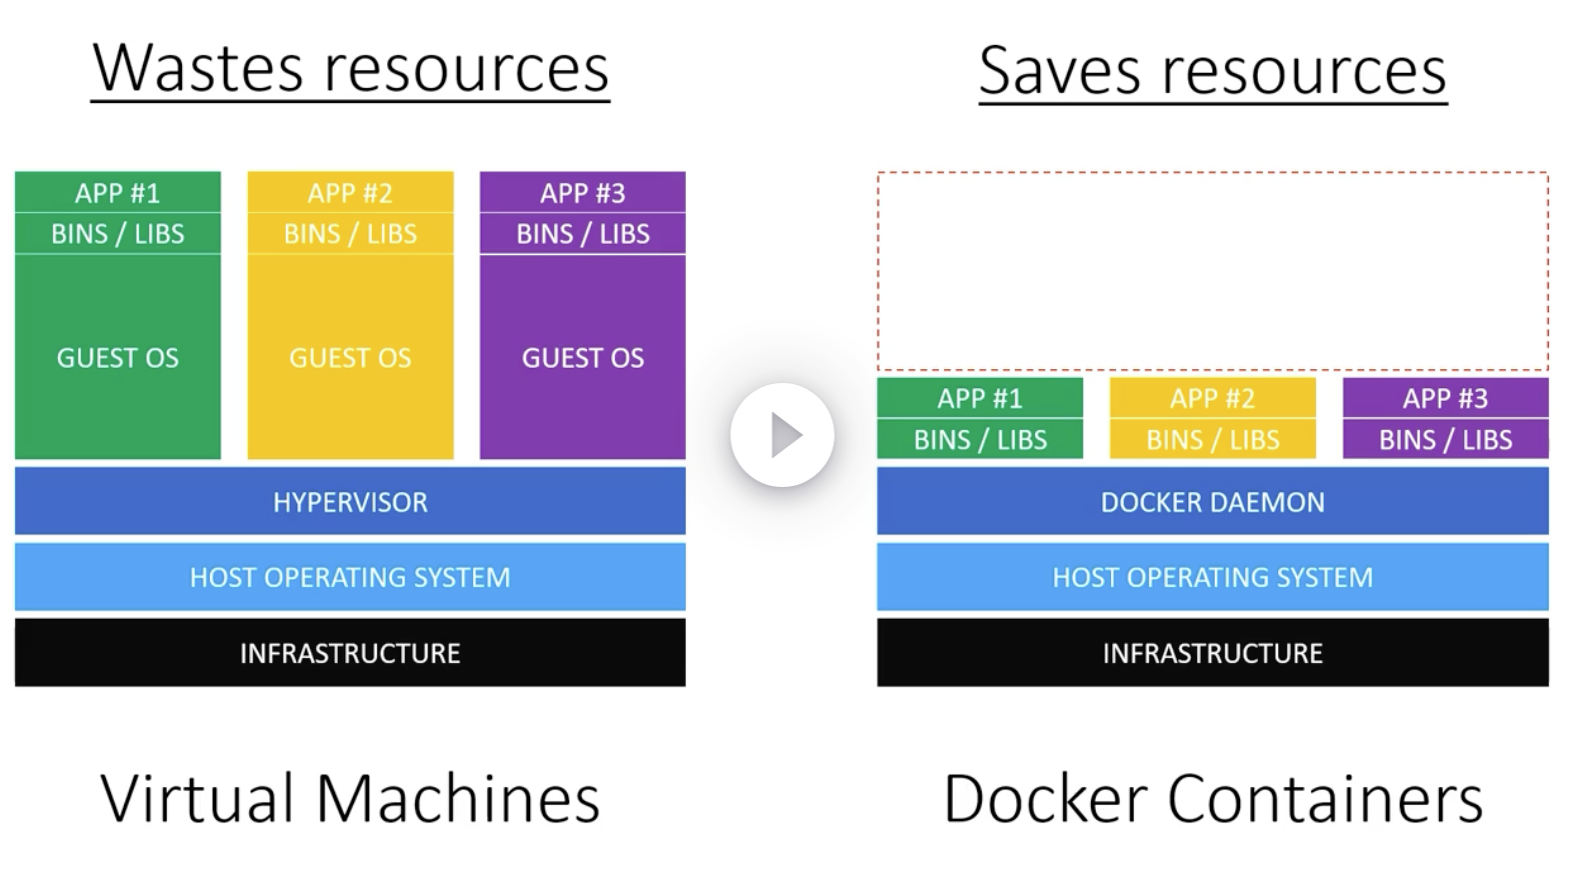 Wastes resources
Saves resources
APP #1
BINS / LIBS
GUEST OS
APP #2
BINS / LIBS
GUEST OS
APP #3
BINS / LIBS
GUEST OS
HYPERVISOR
HOST OPERATING SYSTEM
INFRASTRUCTURE
APP #1
BINS / LIBS
APP #2
BINS / LIBS
APP #3
BINS / LIBS
DOCKER DAEMON
HOST OPERATING SYSTEM
INFRASTRUCTURE
Virtual Machines
Docker Containers